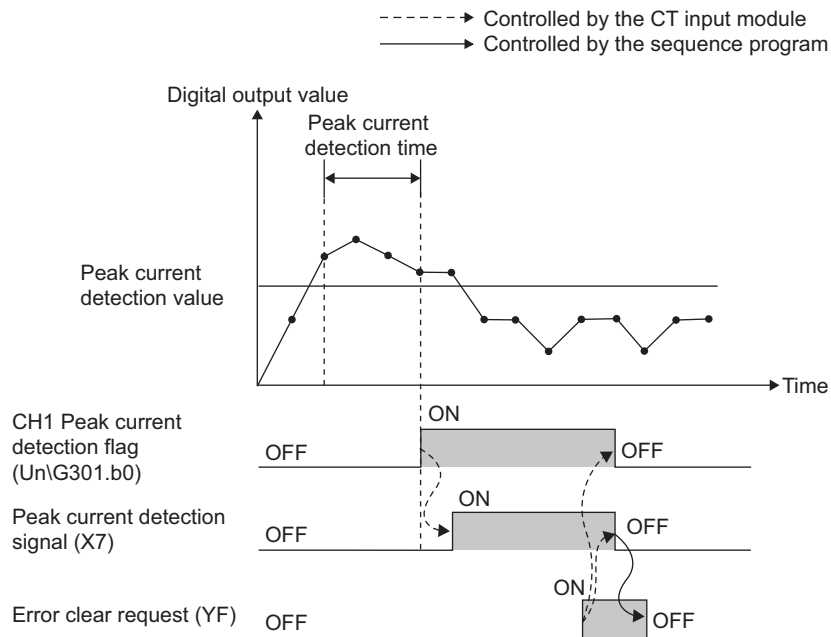 Controlled by the CT input module
Controlled by the sequence program
Digital output value
Peak current
detection time
Peak current
detection value
Time
CH1 Peak current
detection flag
(Un\G301.b0)
OFF
ON
OFF
Peak current detection
signal (X7)
OFF
ON
OFF
Error clear request (YF)
OFF
ON
OFF